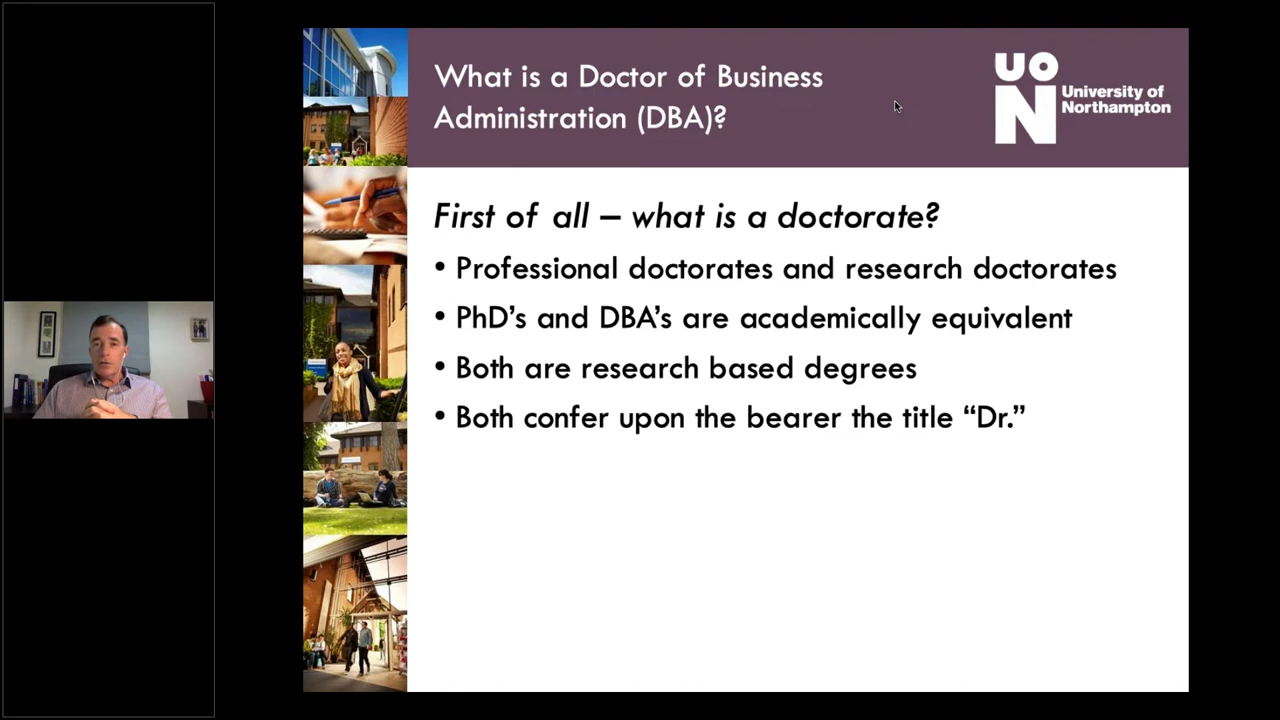 What is a Doctor of Business
Administration (DBA)?
UO
N
University of
Northampton
First of all – what is a doctorate?
• Professional doctorates and research doctorates
• PhD’s and DBA’s are academically equivalent
• Both are research based degrees
• Both confer upon the bearer the title “Dr.”